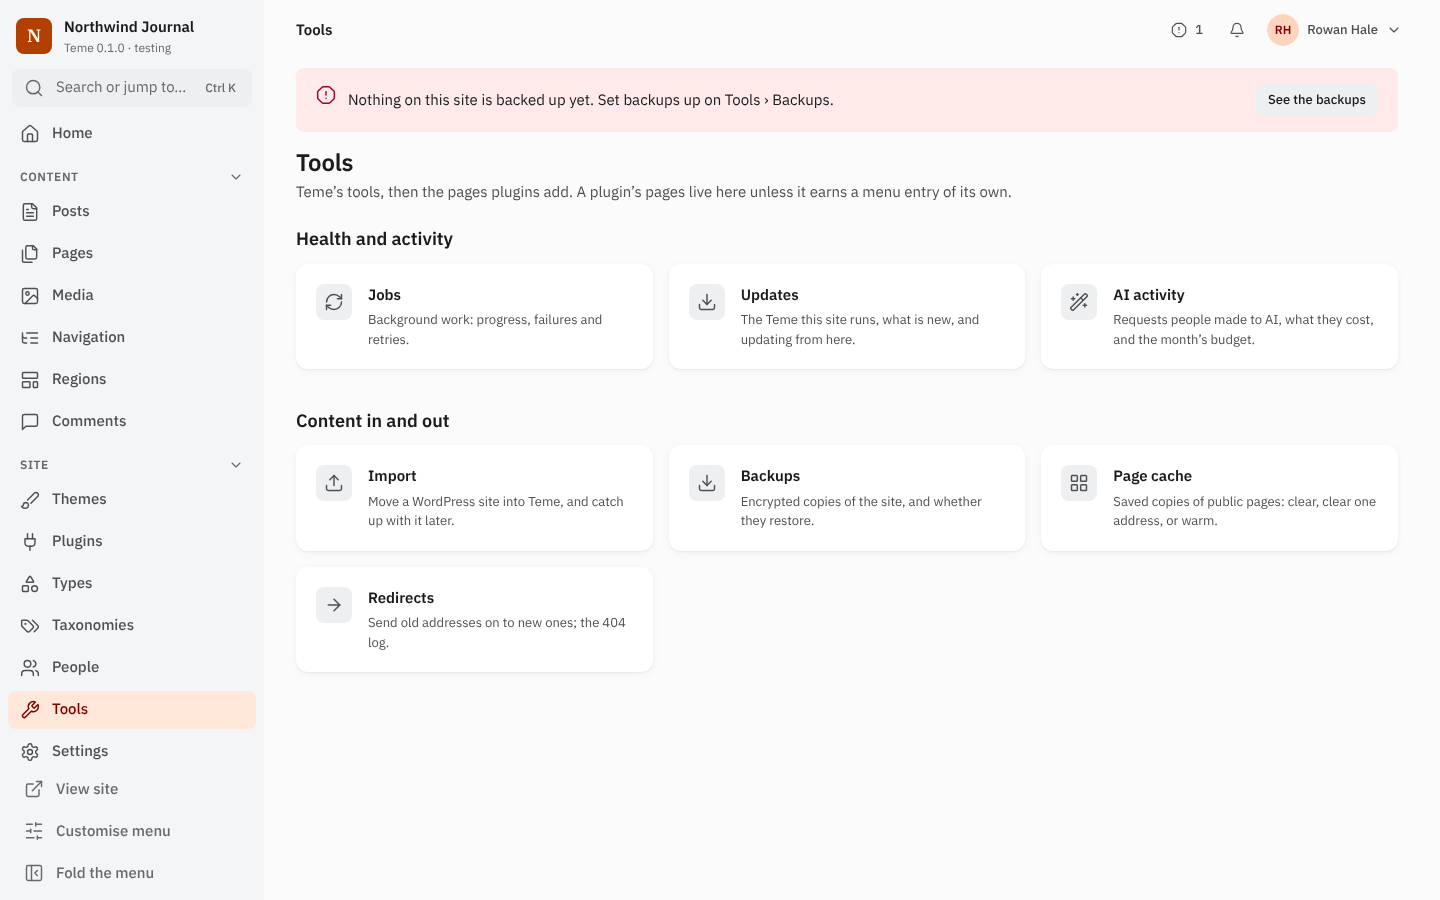 N
Northwind Journal
Teme 0.1.0 · testing
Search or jump to... Ctrl K
Home
CONTENT
Posts
Pages
Media
Navigation
Regions
Comments
SITE
Themes
Plugins
Types
Taxonomies
People
Tools
Settings
View site
Customise menu
Fold the menu
Tools
1
RH Rowan Hale
Nothing on this site is backed up yet. Set backups up on Tools › Backups.
See the backups
Tools
Teme’s tools, then the pages plugins add. A plugin’s pages live here unless it earns a menu entry of its own.
Health and activity
Jobs
Background work: progress, failures and
retries.
Updates
The Teme this site runs, what is new, and
updating from here.
AI activity
Requests people made to AI, what they cost,
and the month’s budget.
Content in and out
Import
Move a WordPress site into Teme, and catch
up with it later.
Backups
Encrypted copies of the site, and whether
they restore.
Page cache
Saved copies of public pages: clear, clear one
address, or warm.
Redirects
Send old addresses on to new ones; the 404
log.